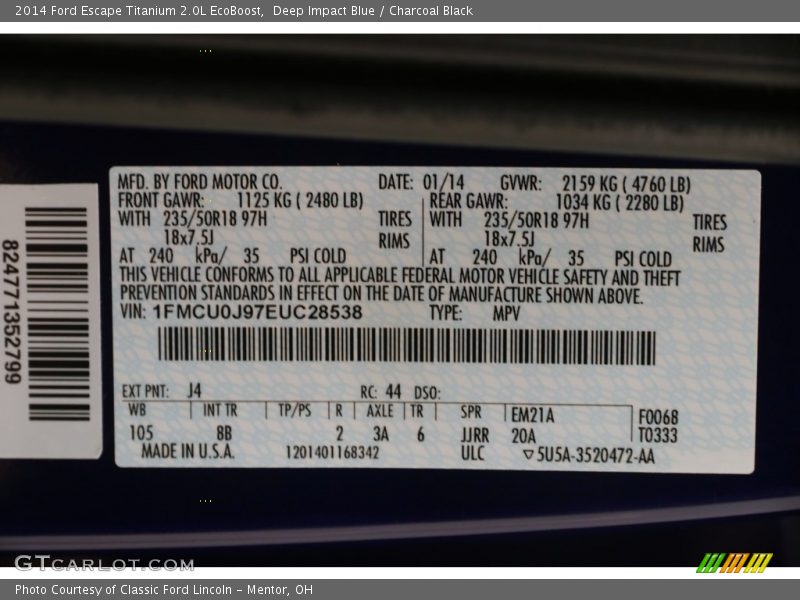 2014 Ford Escape Titanium 2.0L EcoBoost,  Deep Impact Blue / Charcoal Black
MFD. BY FORD MOTOR CO. DATE: 01/14 GVWR: 2159 KG ( 4760 LB)
FRONT GAWR: 1125 KG ( 2480 LB) REAR GAWR: 1034 KG ( 2280 LB)
WITH 235/50R18 97H TIRES WITH 235/50R18 97H TIRES
18x7.5J RIMS 18x7.5J RIMS
AT 240 kPa/ 35 PSI COLD AT 240 kPa/ 35 PSI COLD
THIS VEHICLE CONFORMS TO ALL APPLICABLE FEDERAL MOTOR VEHICLE SAFETY AND THEFT
PREVENTION STANDARDS IN EFFECT ON THE DATE OF MANUFACTURE SHOWN ABOVE.
VIN: 1FMCU0J97EUC28538 TYPE: MPV
824771352799
EXT PNT: J4 RC: 44 DSO:
WB INT TR TP/PS R AXLE TR SPR EM21A F0068
105 8B 2 3A 6 JJRR 20A T0333
MADE IN U.S.A. 1201401168342 ULC ▽5U5A-3520472-AA
GTCARLOT.COM
Photo Courtesy of Classic Ford Lincoln – Mentor, OH